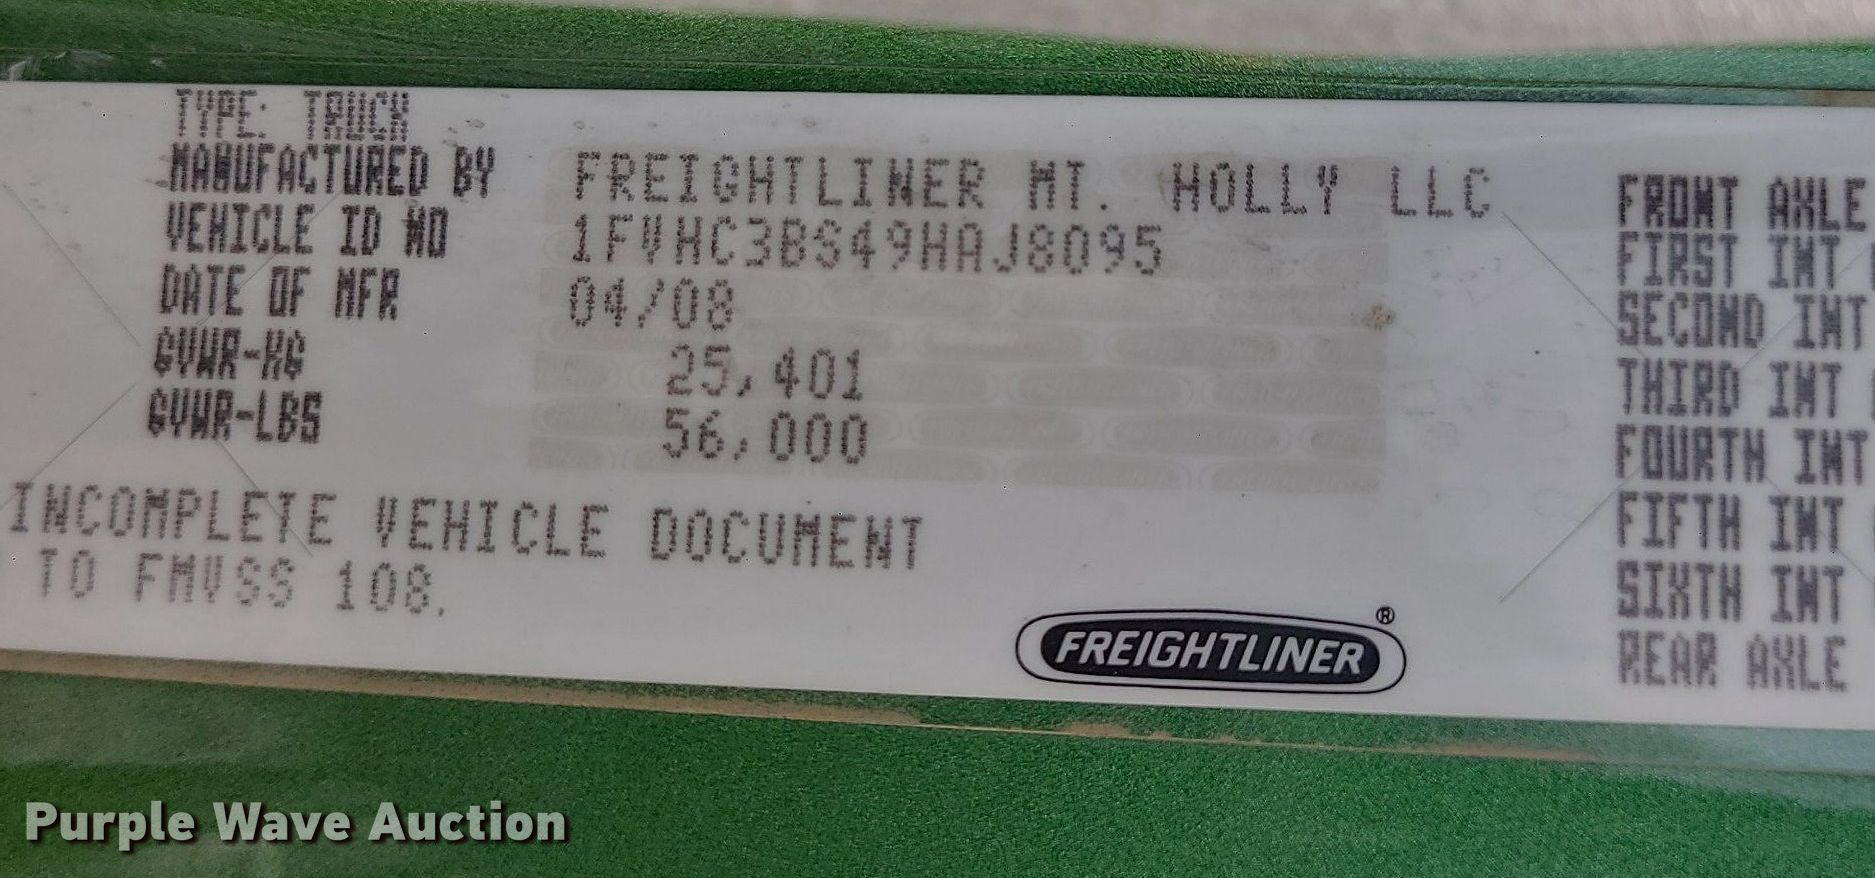 TYPE: TRUCK
MANUFACTURED BY FREIGHTLINER MT. HOLLY LLC
VEHICLE ID NO 1FVHC3BS49HAJ8095
DATE OF MFR 04/08
GVWR-KG 25,401
GVWR-LBS 56,000
INCOMPLETE VEHICLE DOCUMENT
TO FMVSS 108.
FREIGHTLINER ®
FRONT AXLE
FIRST INT
SECOND INT
THIRD INT
FOURTH INT
FIFTH INT
SIXTH INT
REAR AXLE
Purple Wave Auction